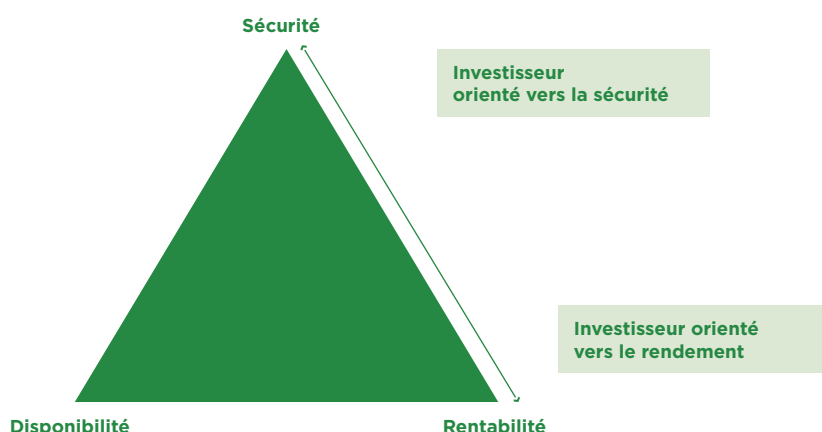 Sécurité
Investisseur
orienté vers la sécurité
Investisseur orienté
vers le rendement
Disponibilité
Rentabilité